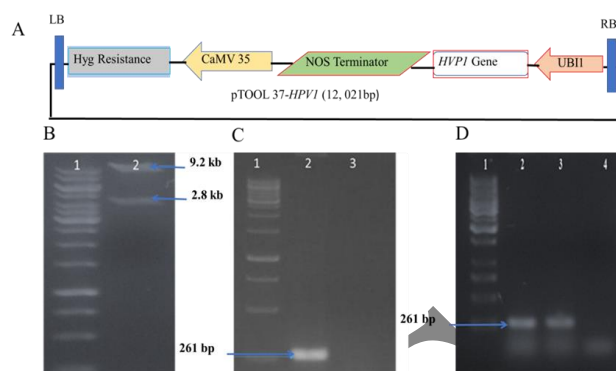 LB
RB
A
Hyg Resistance
CaMV 35
NOS Terminator
HVP1 Gene
UBI1
pTOOL 37-HPV1 (12, 021bp)
B
C
D
1 2
9.2 kb
2.8 kb
1 2 3
261 bp
1 2 3 4
261 bp